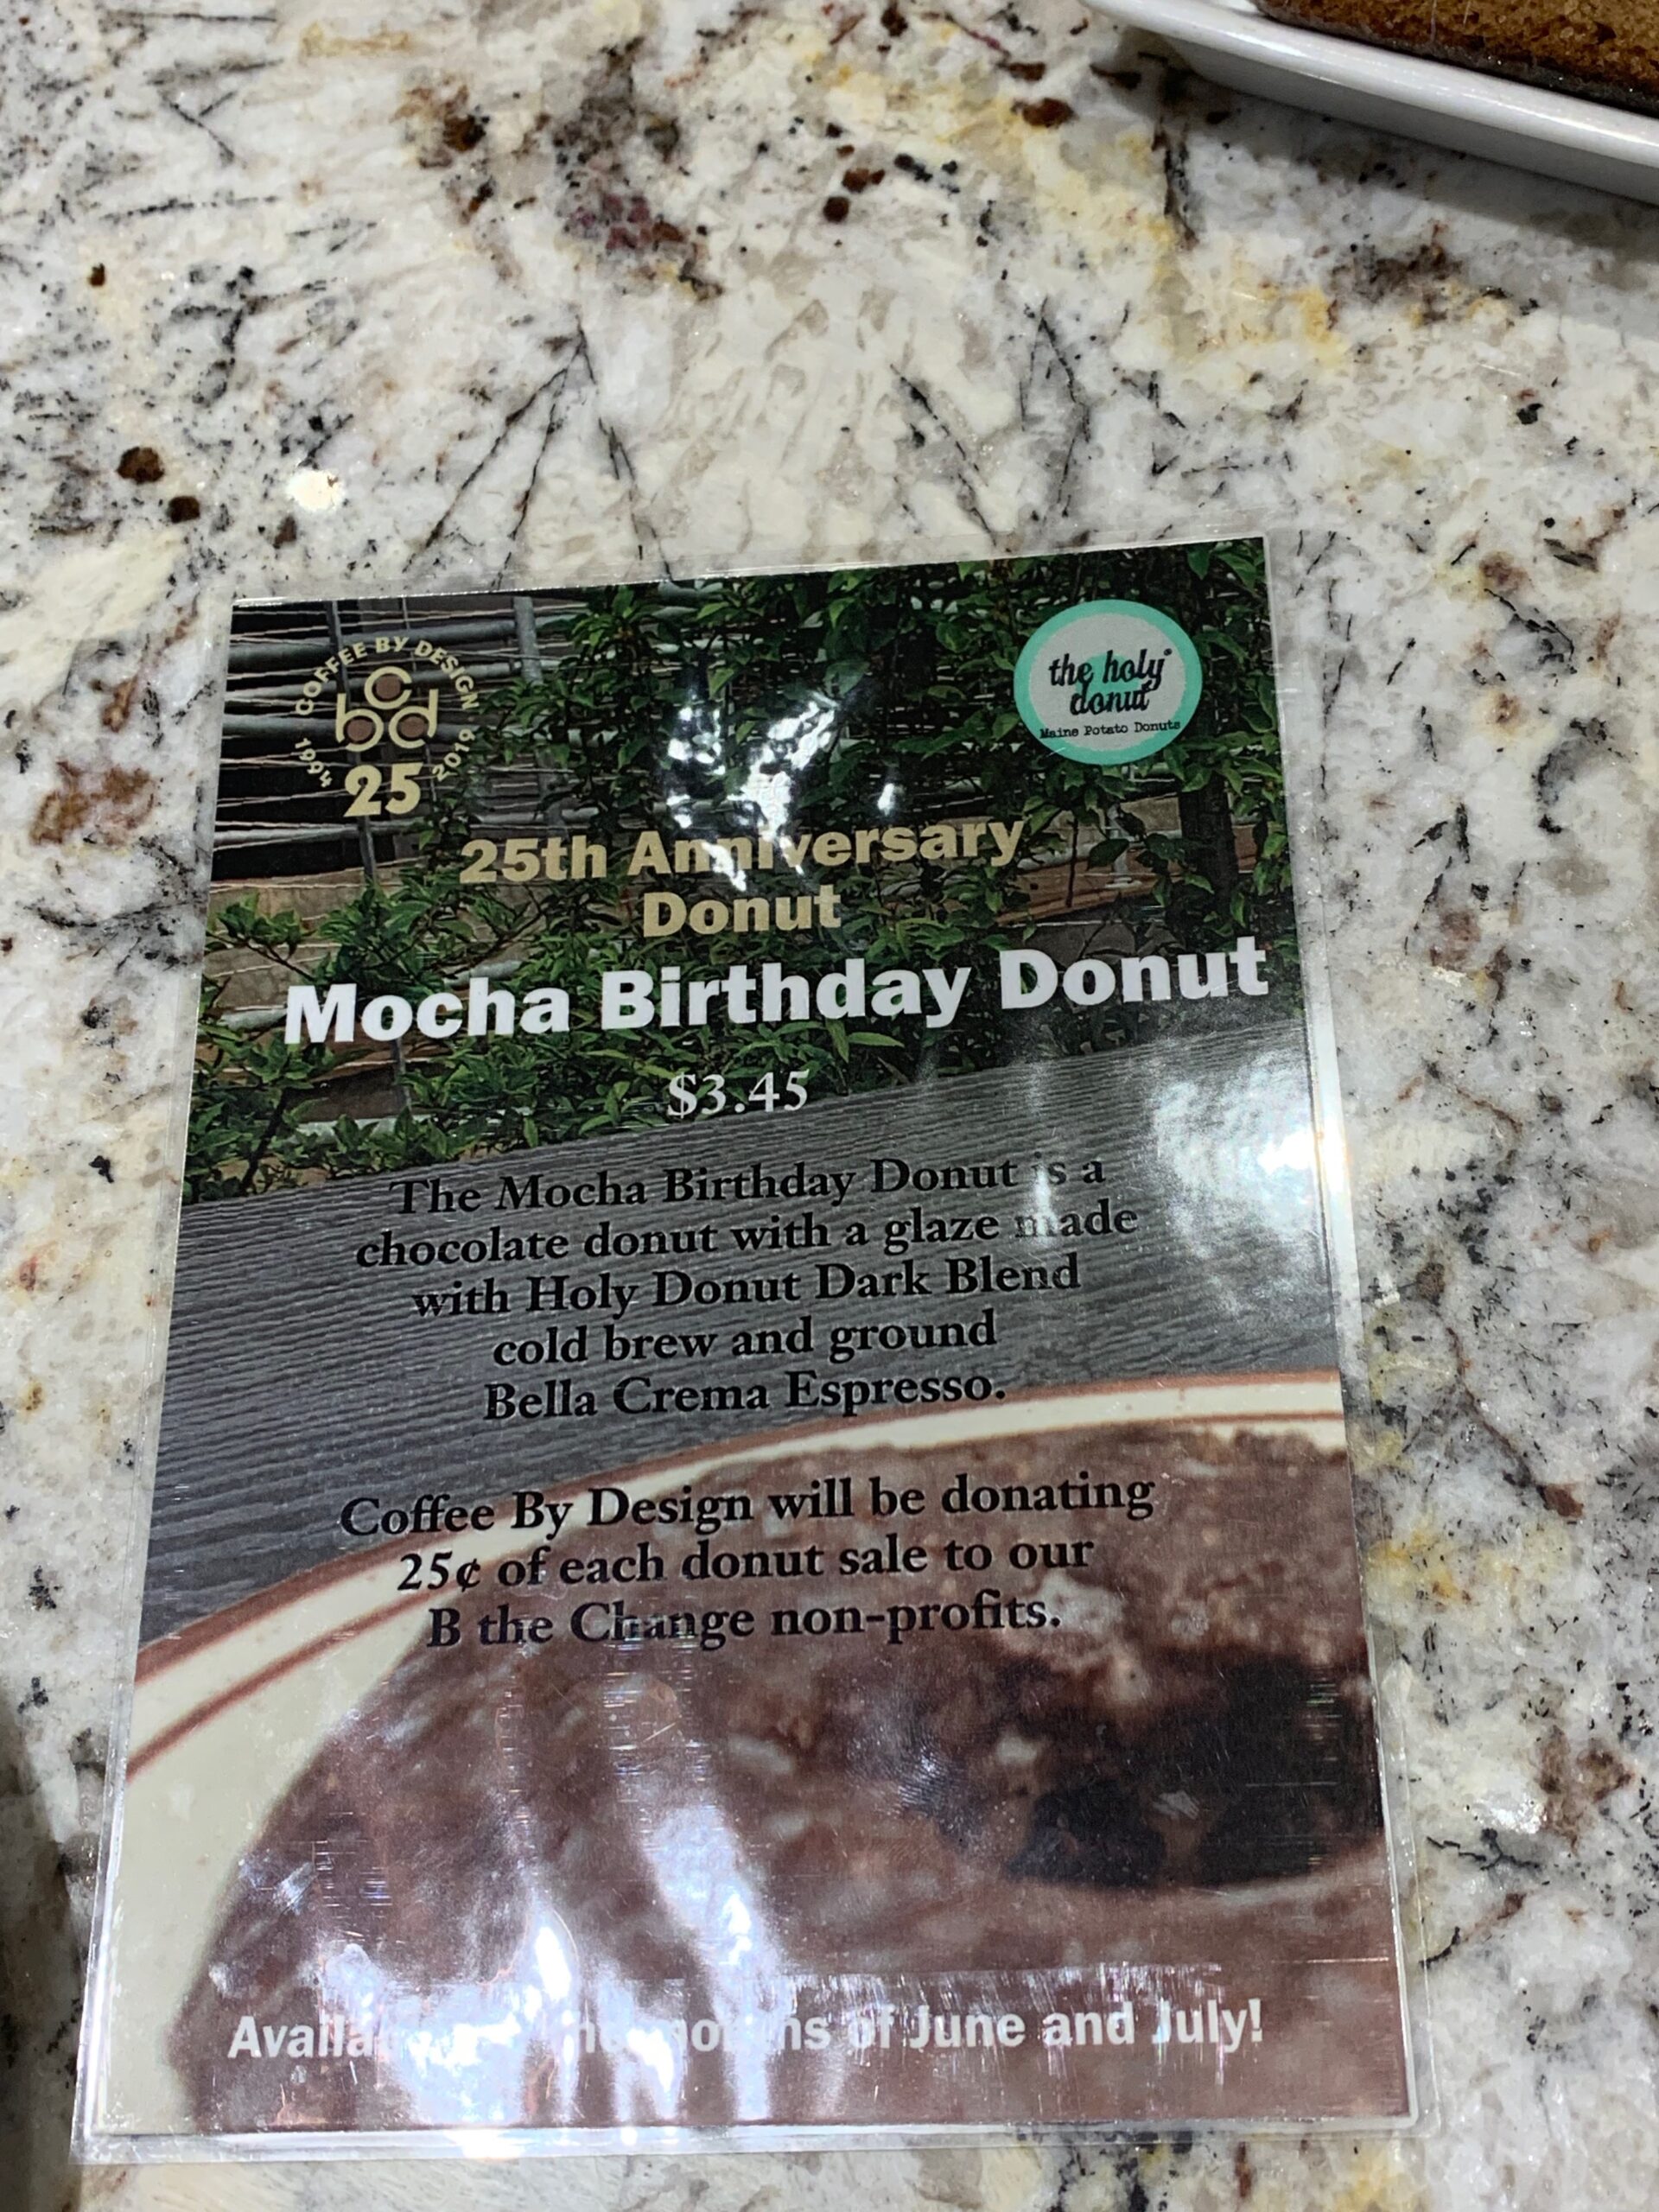 COFFEE BY DESIGN
cbd
1994 2019
25
the holy®
donut
Maine Potato Donuts
25th Anniversary
Donut
Mocha Birthday Donut
$3.45
The Mocha Birthday Donut is a
chocolate donut with a glaze made
with Holy Donut Dark Blend
cold brew and ground
Bella Crema Espresso.
Coffee By Design will be donating
25¢ of each donut sale to our
B the Change non-profits.
months of June and July!